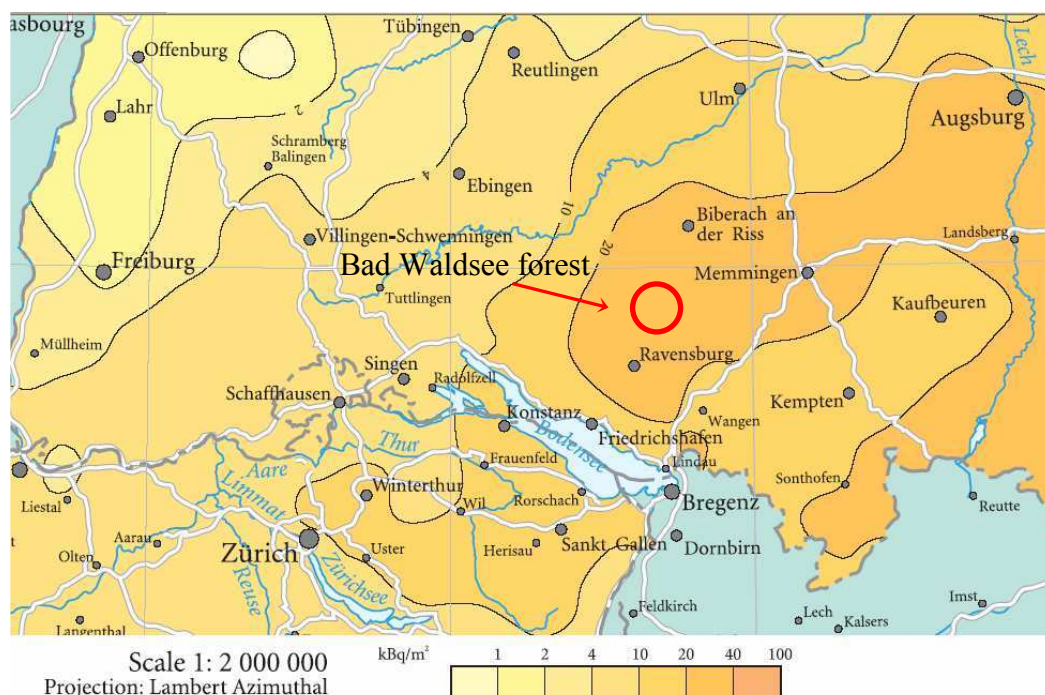 asbourg
Offenburg
Tübingen
Reutlingen
Lech
Lahr
2
Ulm
Augsburg
Schramberg
Balingen
4
Ebingen
10
Biberach an
der Riss
20
Landsberg
Villingen-Schwenningen
Freiburg
Bad Waldsee forest
Memmingen
Tuttlingen
Kaufbeuren
Müllheim
Singen
Ravensburg
Radolfzell
Schaffhausen
Konstanz
Bodensee
Friedrichshafen
Wangen
Kempten
Thur
Aare
Limmat
Frauenfeld
Lindau
Sonthofen
Winterthur
Rorschach
Bregenz
Liestal
Wil
Reutte
Aarau
Zürich
Uster
Herisau
Sankt Gallen
Dornbirn
Olten
Reuse
Zürichsee
Feldkirch
Lech
Kalsers
Imst
Langenthal
Scale 1: 2 000 000
Projection: Lambert Azimuthal
kBq/m²
1 2 4 10 20 40 100